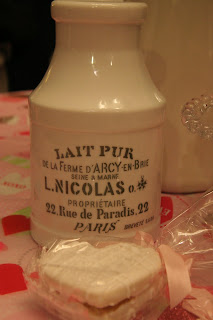 LAIT PUR
DE LA FERME D'ARCY-EN-BRIE
SEINE & MARNE
L. NICOLAS O.*
PROPRIÉTAIRE
22. Rue de Paradis. 22
PARIS